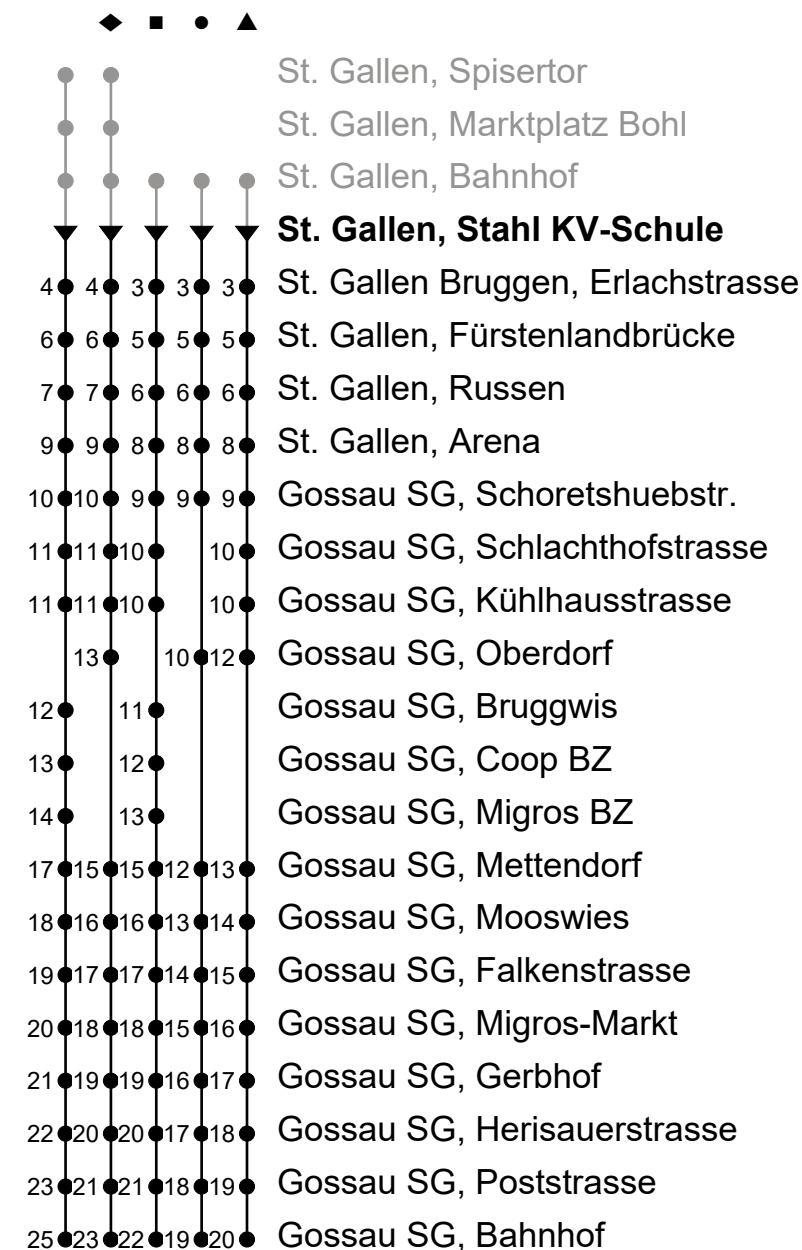 ◆ ■ ● ▲
St. Gallen, Spisertor
St. Gallen, Marktplatz Bohl
St. Gallen, Bahnhof
St. Gallen, Stahl KV-Schule
4 4 3 3 3 St. Gallen Bruggen, Erlachstrasse
6 6 5 5 5 St. Gallen, Fürstenlandbrücke
7 7 6 6 6 St. Gallen, Russen
9 9 8 8 8 St. Gallen, Arena
10 10 9 9 9 Gossau SG, Schoretshuebstr.
11 11 10 10 Gossau SG, Schlachthofstrasse
11 11 10 10 Gossau SG, Kühlhausstrasse
13 10 12 Gossau SG, Oberdorf
12 11 Gossau SG, Bruggwis
13 12 Gossau SG, Coop BZ
14 13 Gossau SG, Migros BZ
17 15 15 12 13 Gossau SG, Mettendorf
18 16 16 13 14 Gossau SG, Mooswies
19 17 17 14 15 Gossau SG, Falkenstrasse
20 18 18 15 16 Gossau SG, Migros-Markt
21 19 19 16 17 Gossau SG, Gerbhof
22 20 20 17 18 Gossau SG, Herisauerstrasse
23 21 21 18 19 Gossau SG, Poststrasse
25 23 22 19 20 Gossau SG, Bahnhof